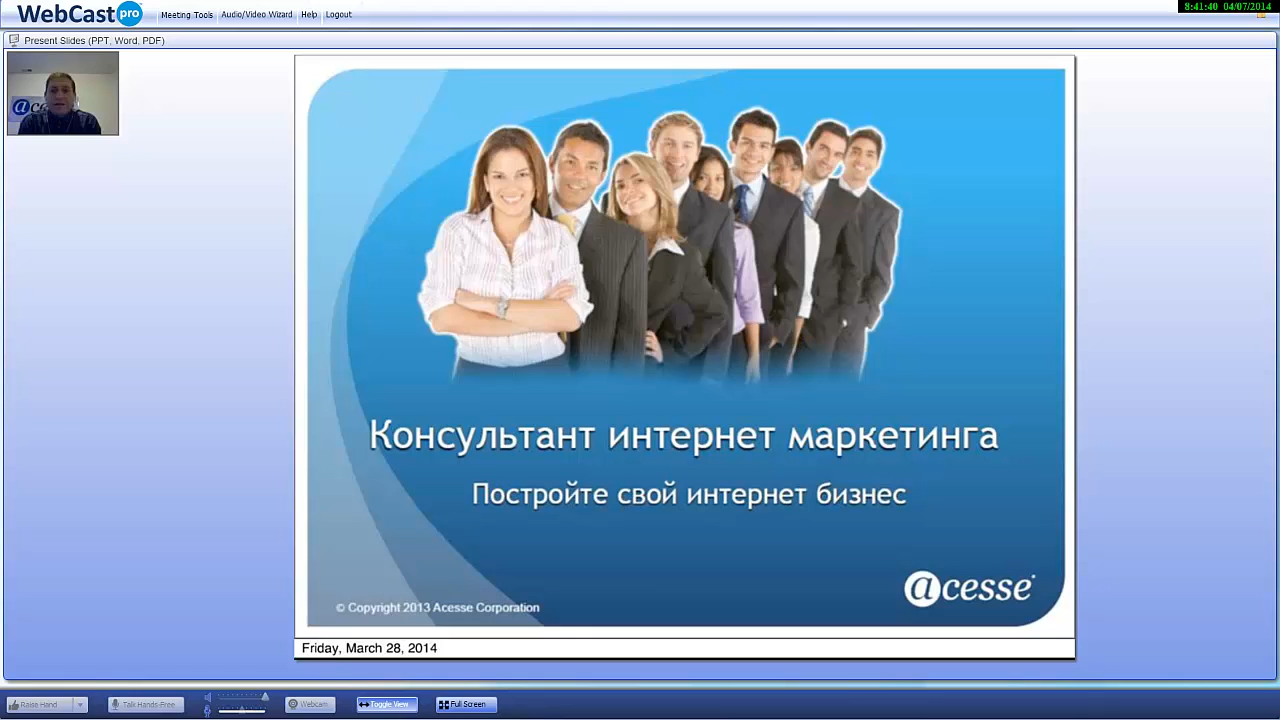 WebCast pro
Meeting Tools Audio/Video Wizard Help Logout
8:41:40 04/07/2014
Present Slides (PPT, Word, PDF)
Консультант интернет маркетинга
Постройте свой интернет бизнес
acesse
© Copyright 2013 Acesse Corporation
Friday, March 28, 2014
Raise Hand Talk Hands-Free Webcam Toggle View Full Screen